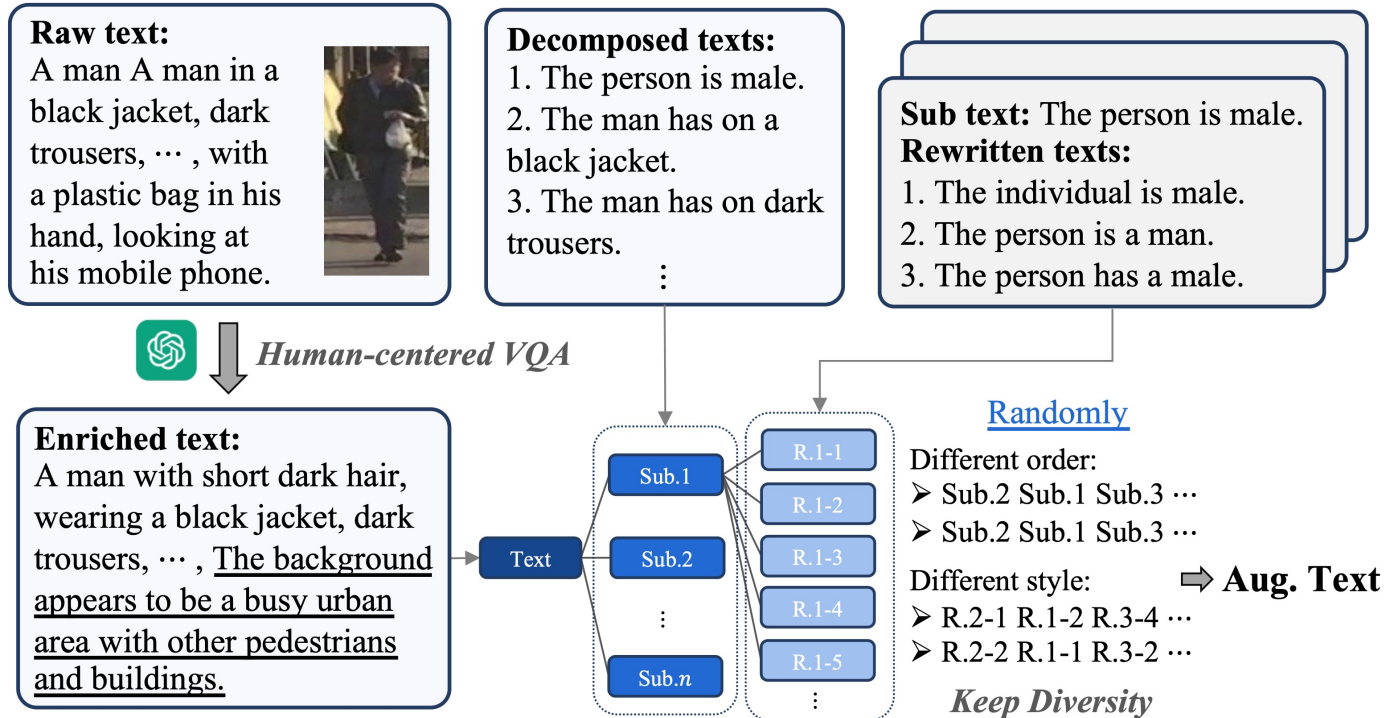 Raw text:
A man A man in a
black jacket, dark
trousers, ··· , with
a plastic bag in his
hand, looking at
his mobile phone.
Decomposed texts:
1. The person is male.
2. The man has on a
black jacket.
3. The man has on dark
trousers.
⋮
Sub text: The person is male.
Rewritten texts:
1. The individual is male.
2. The person is a man.
3. The person has a male.
Human-centered VQA
Enriched text:
A man with short dark hair,
wearing a black jacket, dark
trousers, ··· , The background
appears to be a busy urban
area with other pedestrians
and buildings.
Text
Sub.1
Sub.2
⋮
Sub.n
R.1-1
R.1-2
R.1-3
R.1-4
R.1-5
⋮
Randomly
Different order:
➢ Sub.2 Sub.1 Sub.3 ···
➢ Sub.2 Sub.1 Sub.3 ···
Different style:
➢ R.2-1 R.1-2 R.3-4 ···
➢ R.2-2 R.1-1 R.3-2 ···
Keep Diversity
Aug. Text